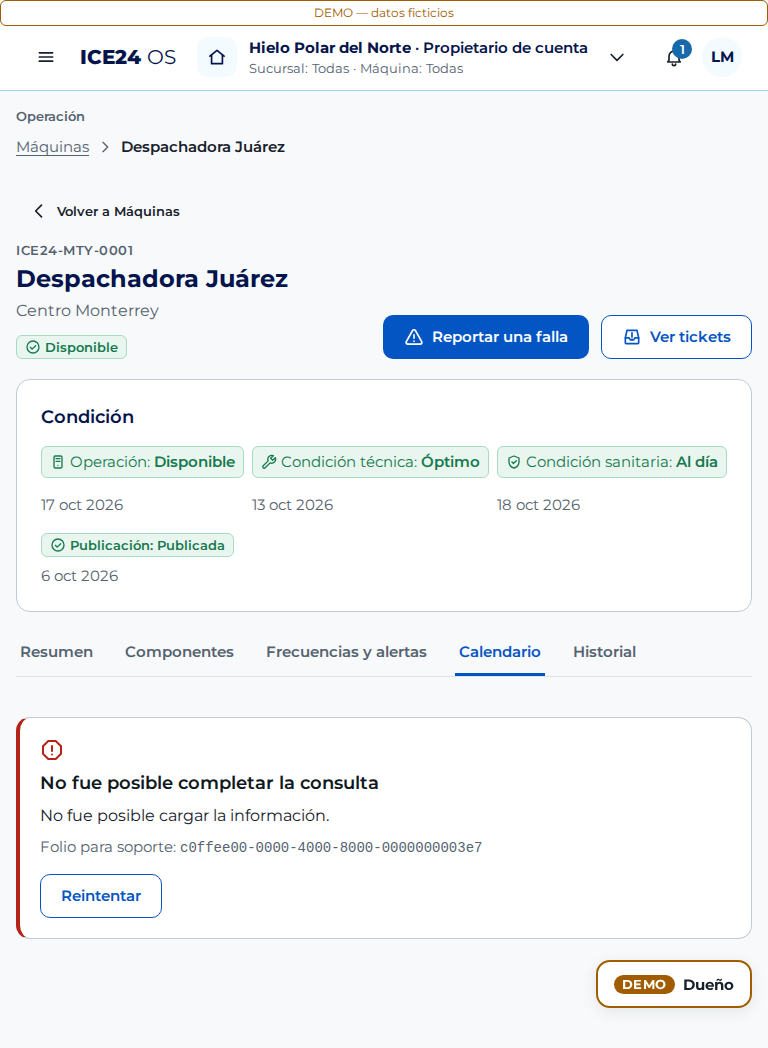 DEMO — datos ficticios
ICE24 OS
Hielo Polar del Norte · Propietario de cuenta
Sucursal: Todas · Máquina: Todas
1
LM
Operación
Máquinas > Despachadora Juárez
Volver a Máquinas
ICE24-MTY-0001
Despachadora Juárez
Centro Monterrey
Disponible
Reportar una falla
Ver tickets
Condición
Operación: Disponible
Condición técnica: Óptimo
Condición sanitaria: Al día
17 oct 2026
13 oct 2026
18 oct 2026
Publicación: Publicada
6 oct 2026
Resumen
Componentes
Frecuencias y alertas
Calendario
Historial
No fue posible completar la consulta
No fue posible cargar la información.
Folio para soporte: c0ffee00-0000-4000-8000-0000000003e7
Reintentar
DEMO Dueño